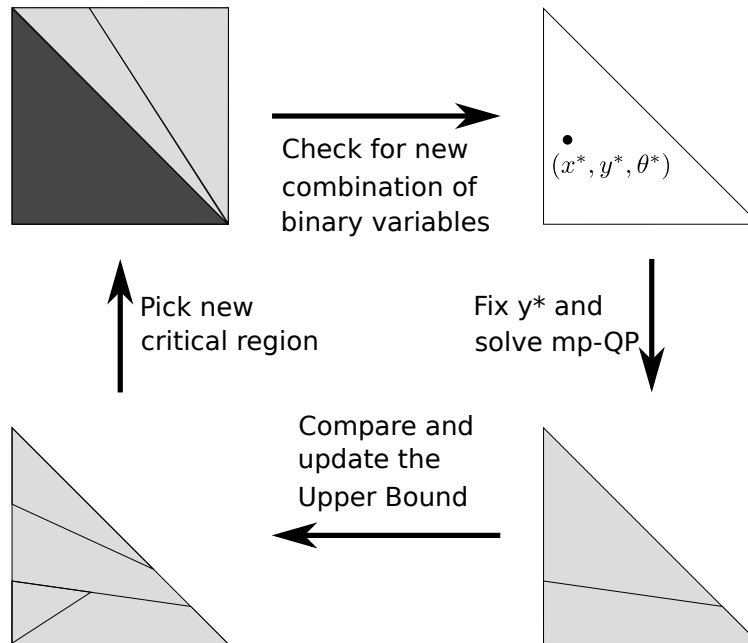 Check for new
combination of
binary variables
(x*, y*, θ*)
Fix y* and
solve mp-QP
Compare and
update the
Upper Bound
Pick new
critical region